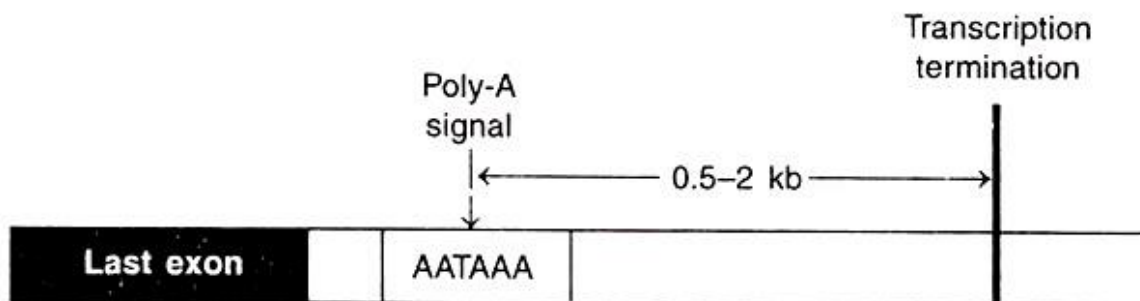 Transcription
termination
Poly-A
signal
0.5–2 kb
Last exon
AATAAA